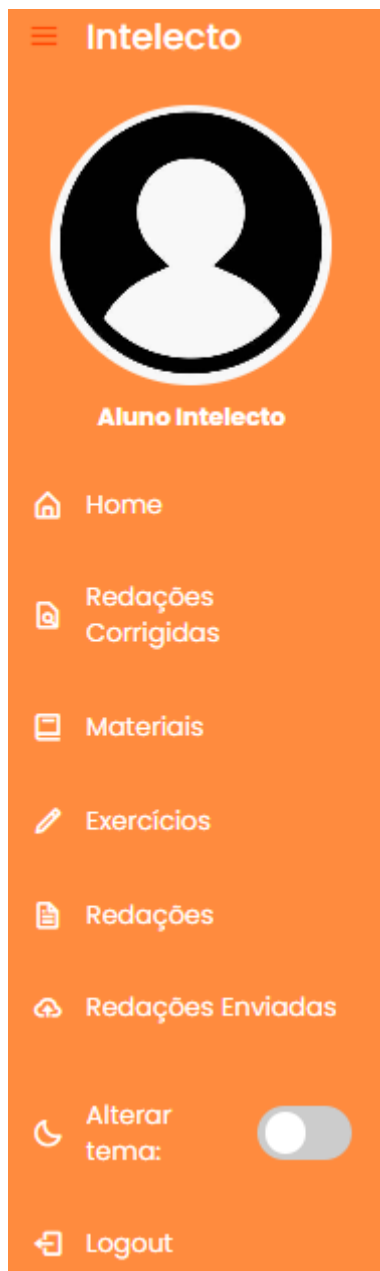 Intelecto
Aluno Intelecto
Home
Redações
Corrigidas
Materiais
Exercícios
Redações
Redações Enviadas
Alterar
tema:
Logout